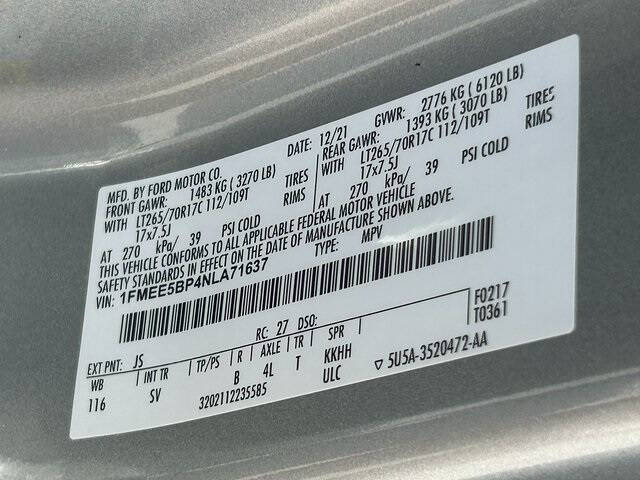 MFD. BY FORD MOTOR CO. DATE: 12/21 GVWR: 2776 KG ( 6120 LB)
FRONT GAWR: 1483 KG ( 3270 LB) REAR GAWR: 1393 KG ( 3070 LB)
WITH LT265/70R17C 112/109T TIRES WITH LT265/70R17C 112/109T TIRES
17x7.5J RIMS 17x7.5J RIMS
AT 270 kPa/ 39 PSI COLD AT 270 kPa/ 39 PSI COLD
THIS VEHICLE CONFORMS TO ALL APPLICABLE FEDERAL MOTOR VEHICLE
SAFETY STANDARDS IN EFFECT ON THE DATE OF MANUFACTURE SHOWN ABOVE.
VIN: 1FMEE5BP4NLA71637 TYPE: MPV
F0217
T0361
EXT PNT: JS RC: 27 DSO:
WB INT TR TP/PS R AXLE TR SPR
116 SV B 4L T KKHH
ULC
3202112235585
▽ 5U5A-3520472-AA